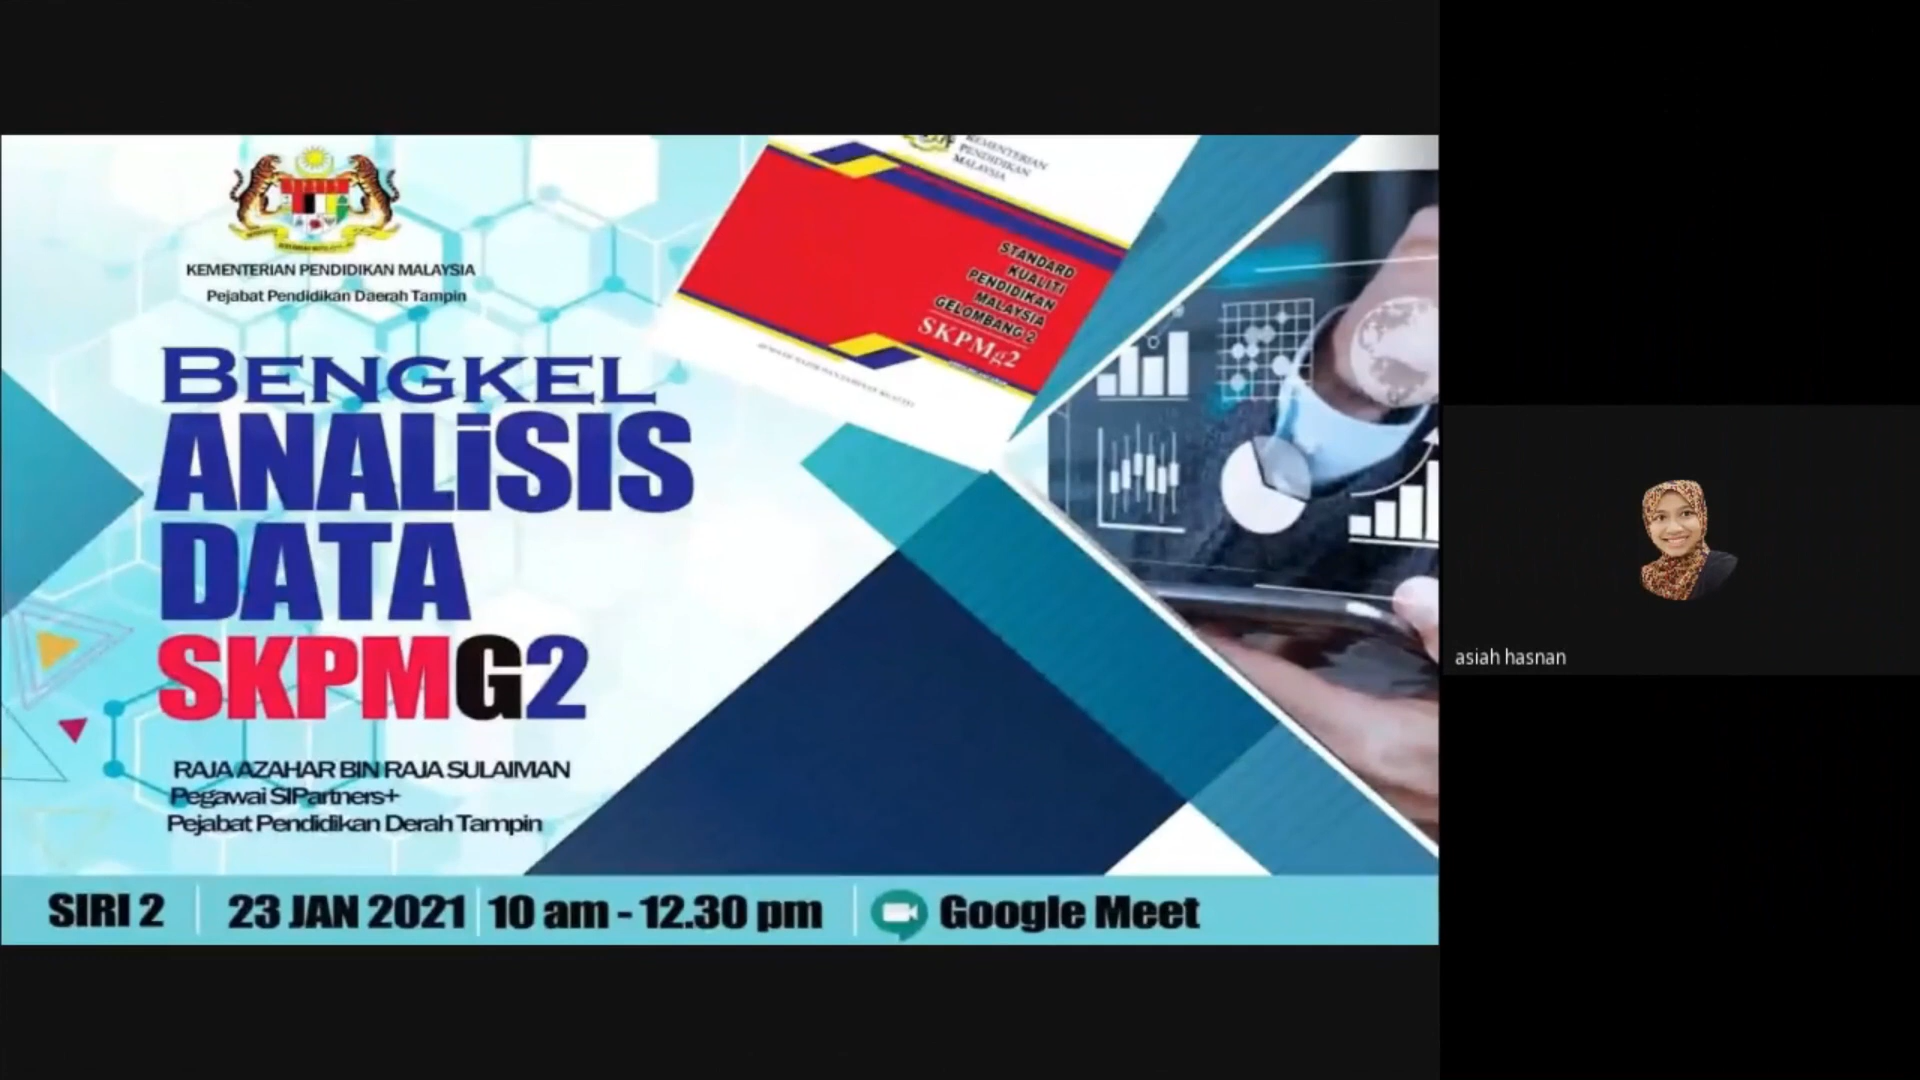 KEMENTERIAN PENDIDIKAN MALAYSIA
Pejabat Pendidikan Daerah Tampin
KEMENTERIAN
PENDIDIKAN
MALAYSIA
STANDARD
KUALITI
PENDIDIKAN
MALAYSIA
GELOMBANG 2
SKPMg2
BENGKEL
ANALiSIS
DATA
SKPMG2
RAJA AZAHAR BIN RAJA SULAIMAN
Pegawai SIPartners+
Pejabat Pendidikan Derah Tampin
SIRI 2
23 JAN 2021
10 am - 12.30 pm
Google Meet
asiah hasnan